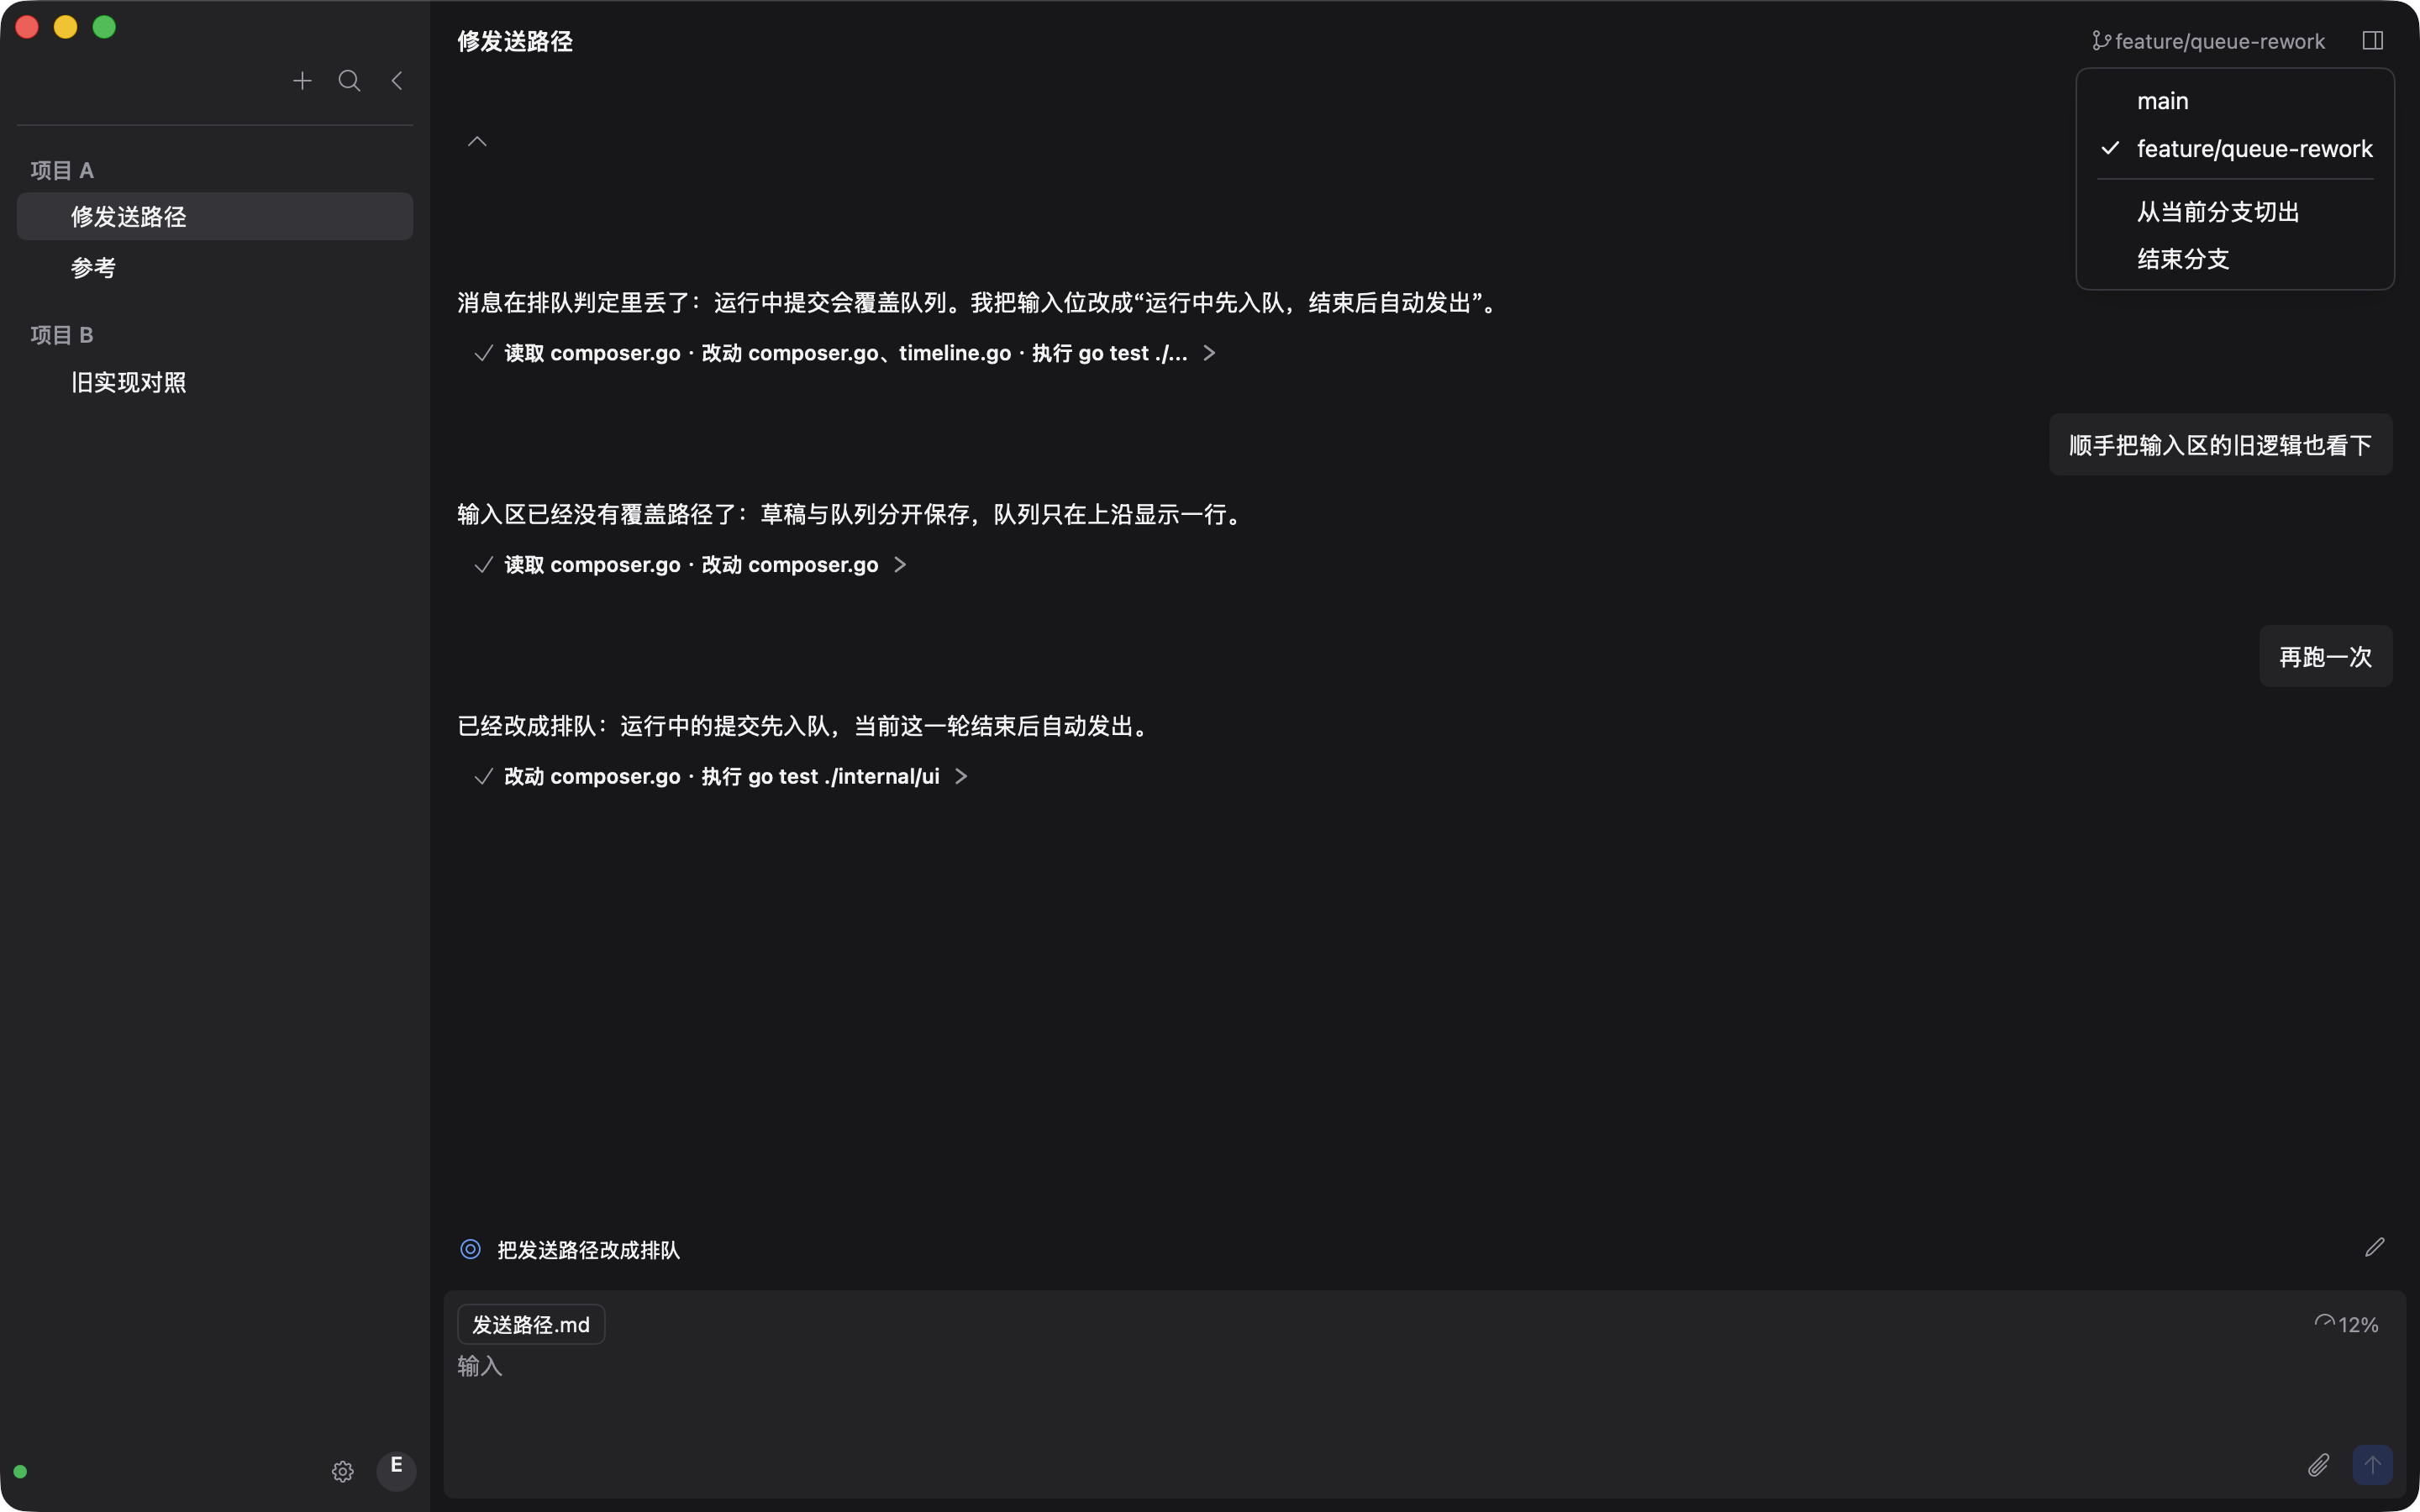 修发送路径
feature/queue-rework
main
feature/queue-rework
从当前分支切出
结束分支
项目 A
修发送路径
参考
项目 B
旧实现对照
消息在排队判定里丢了：运行中提交会覆盖队列。我把输入位改成“运行中先入队，结束后自动发出”。
读取 composer.go · 改动 composer.go、timeline.go · 执行 go test ./...
顺手把输入区的旧逻辑也看下
输入区已经没有覆盖路径了：草稿与队列分开保存，队列只在上沿显示一行。
读取 composer.go · 改动 composer.go
再跑一次
已经改成排队：运行中的提交先入队，当前这一轮结束后自动发出。
改动 composer.go · 执行 go test ./internal/ui
把发送路径改成排队
发送路径.md
12%
输入
E